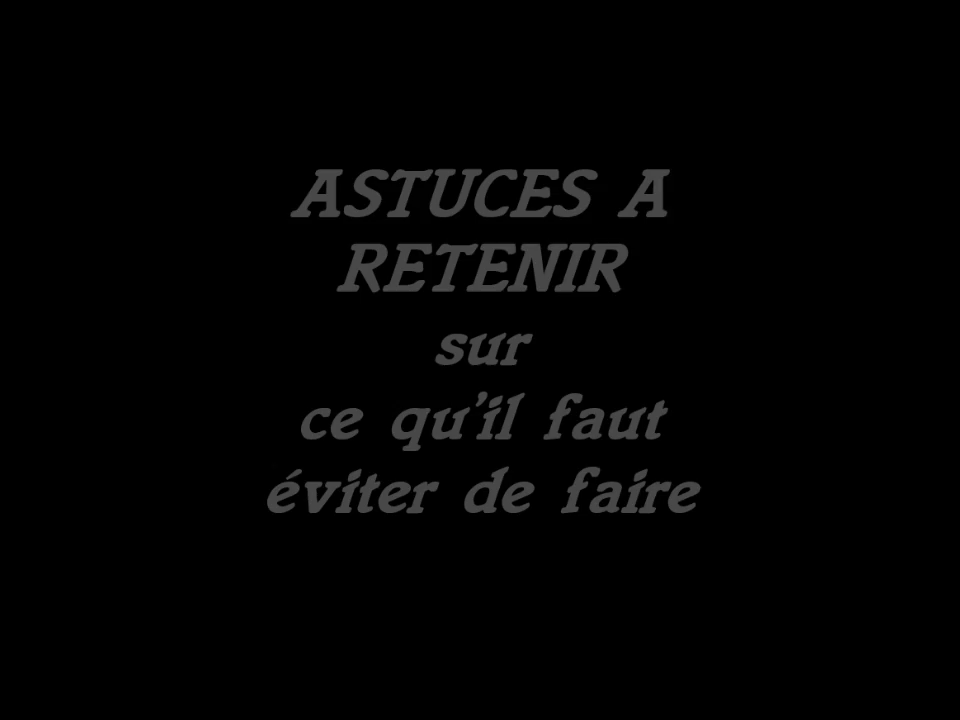 ASTUCES A
RETENIR
sur
ce qu’il faut
éviter de faire